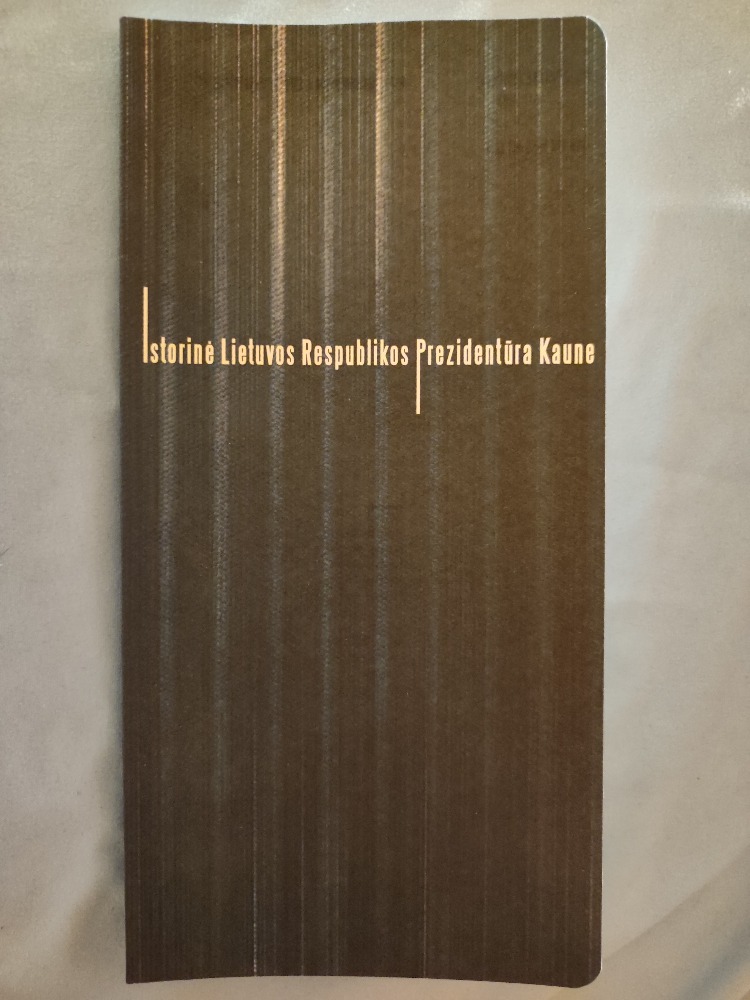 Istorinė Lietuvos Respublikos Prezidentūra Kaune